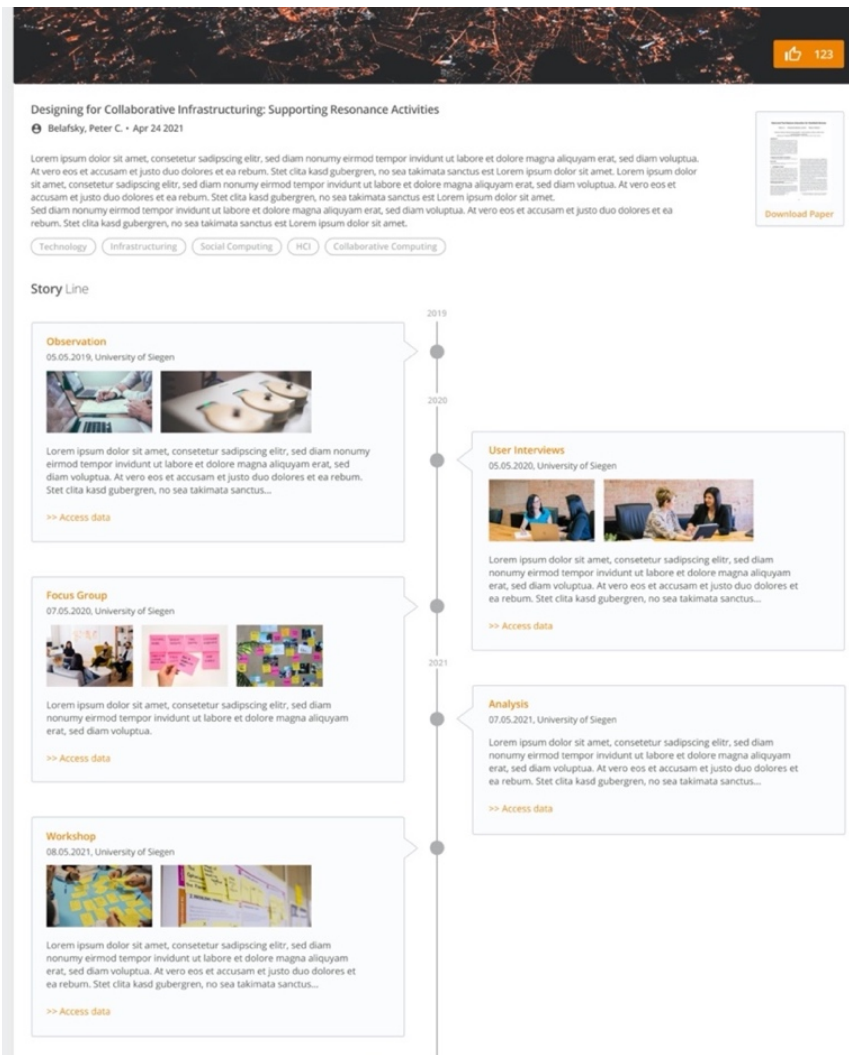 123
Designing for Collaborative Infrastructuring: Supporting Resonance Activities
Belafsky, Peter C. • Apr 24 2021
Lorem ipsum dolor sit amet, consetetur sadipscing elitr, sed diam nonumy eirmod tempor invidunt ut labore et dolore magna aliquyam erat, sed diam voluptua.
At vero eos et accusam et justo duo dolores et ea rebum. Stet clita kasd gubergren, no sea takimata sanctus est Lorem ipsum dolor sit amet. Lorem ipsum dolor
sit amet, consetetur sadipscing elitr, sed diam nonumy eirmod tempor invidunt ut labore et dolore magna aliquyam erat, sed diam voluptua. At vero eos et
accusam et justo duo dolores et ea rebum. Stet clita kasd gubergren, no sea takimata sanctus est Lorem ipsum dolor sit amet.
Sed diam nonumy eirmod tempor invidunt ut labore et dolore magna aliquyam erat, sed diam voluptua. At vero eos et accusam et justo duo dolores et ea
rebum. Stet clita kasd gubergren, no sea takimata sanctus est Lorem ipsum dolor sit amet.
Download Paper
Technology Infrastructuring Social Computing HCI Collaborative Computing
Story Line
2019
Observation
05.05.2019, University of Siegen
Lorem ipsum dolor sit amet, consetetur sadipscing elitr, sed diam nonumy
eirmod tempor invidunt ut labore et dolore magna aliquyam erat, sed
diam voluptua. At vero eos et accusam et justo duo dolores et ea rebum.
Stet clita kasd gubergren, no sea takimata sanctus...
>> Access data
2020
User Interviews
05.05.2020, University of Siegen
Lorem ipsum dolor sit amet, consetetur sadipscing elitr, sed diam
nonumy eirmod tempor invidunt ut labore et dolore magna aliquyam
erat, sed diam voluptua. At vero eos et accusam et justo duo dolores et
ea rebum. Stet clita kasd gubergren, no sea takimata sanctus...
>> Access data
Focus Group
07.05.2020, University of Siegen
Lorem ipsum dolor sit amet, consetetur sadipscing elitr, sed diam
nonumy eirmod tempor invidunt ut labore et dolore magna aliquyam
erat, sed diam voluptua.
>> Access data
2021
Analysis
07.05.2021, University of Siegen
Lorem ipsum dolor sit amet, consetetur sadipscing elitr, sed diam
nonumy eirmod tempor invidunt ut labore et dolore magna aliquyam
erat, sed diam voluptua. At vero eos et accusam et justo duo dolores et
ea rebum. Stet clita kasd gubergren, no sea takimata sanctus...
>> Access data
Workshop
08.05.2021, University of Siegen
Lorem ipsum dolor sit amet, consetetur sadipscing elitr, sed diam
nonumy eirmod tempor invidunt ut labore et dolore magna aliquyam
erat, sed diam voluptua. At vero eos et accusam et justo duo dolores et
ea rebum. Stet clita kasd gubergren, no sea takimata sanctus...
>> Access data